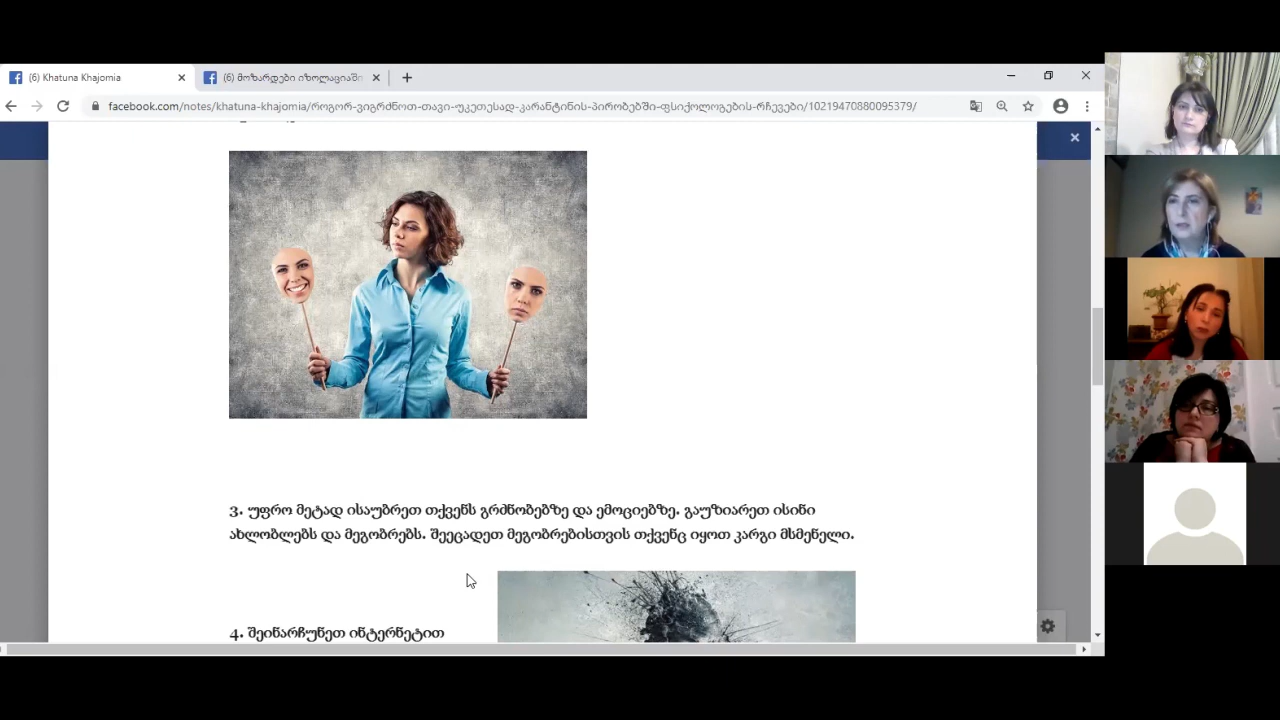 (6) Khatuna Khajomia
(6) მოზარდები იზოლაციაში
facebook.com/notes/khatuna-khajomia/როგორ-ვიგრძნოთ-თავი-უკეთესად-კარანტინის-პირობებში-ფსიქოლოგების-რჩევები/10219470880095379/
3. უფრო მეტად ისაუბრეთ თქვენს გრძნობებზე და ემოციებზე. გაუზიარეთ ისინი
ახლობლებს და მეგობრებს. შეეცადეთ მეგობრებისთვის თქვენც იყოთ კარგი მსმენელი.
4. შეინარჩუნეთ ინტერნეტით